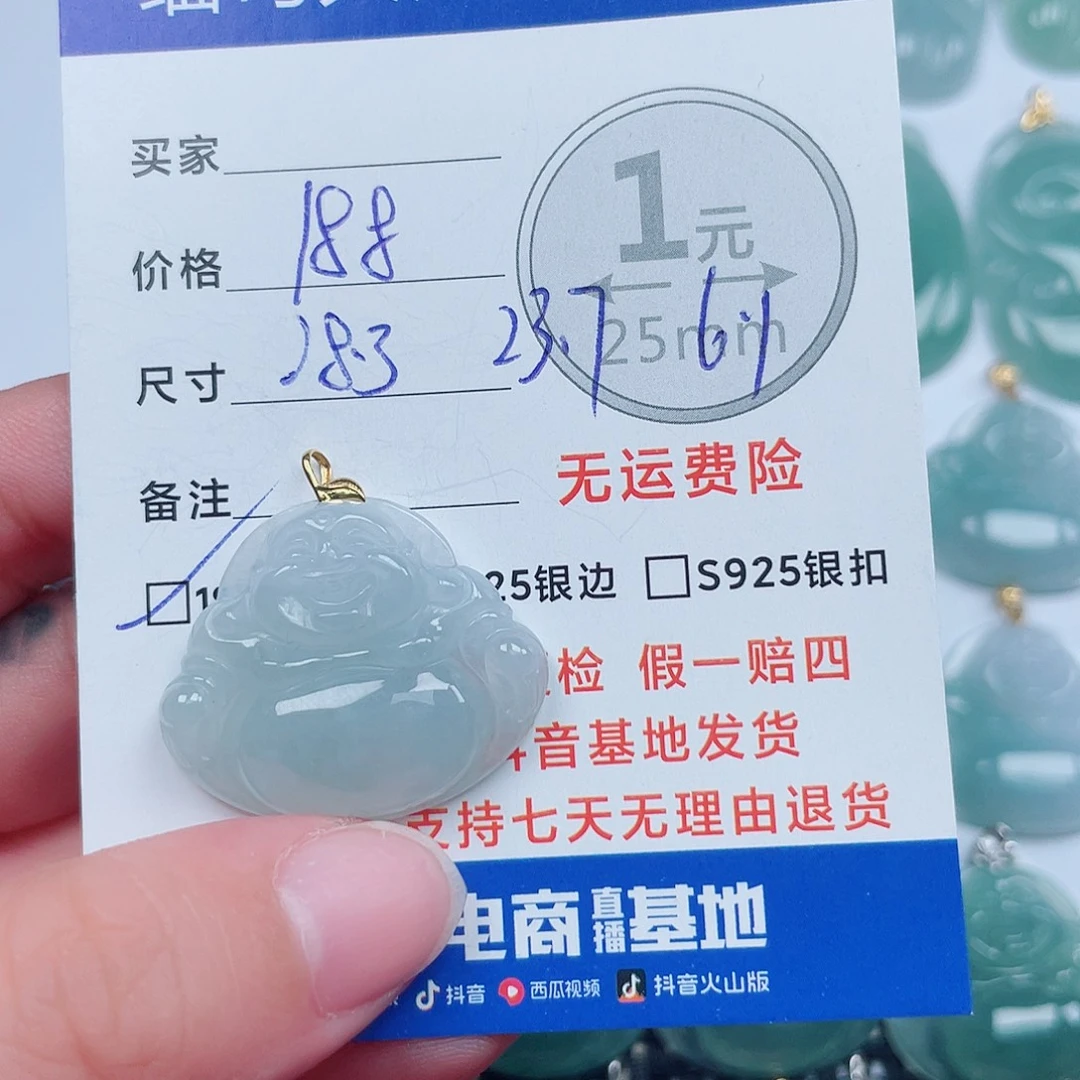 买家
1元
价格 188
25mm
尺寸 28.3 23.7 6.1
备注
无运费险
25银边 □S925银扣
检 假一赔四
音基地发货
支持七天无理由退货
电商直播基地
抖音 西瓜视频 抖音火山版